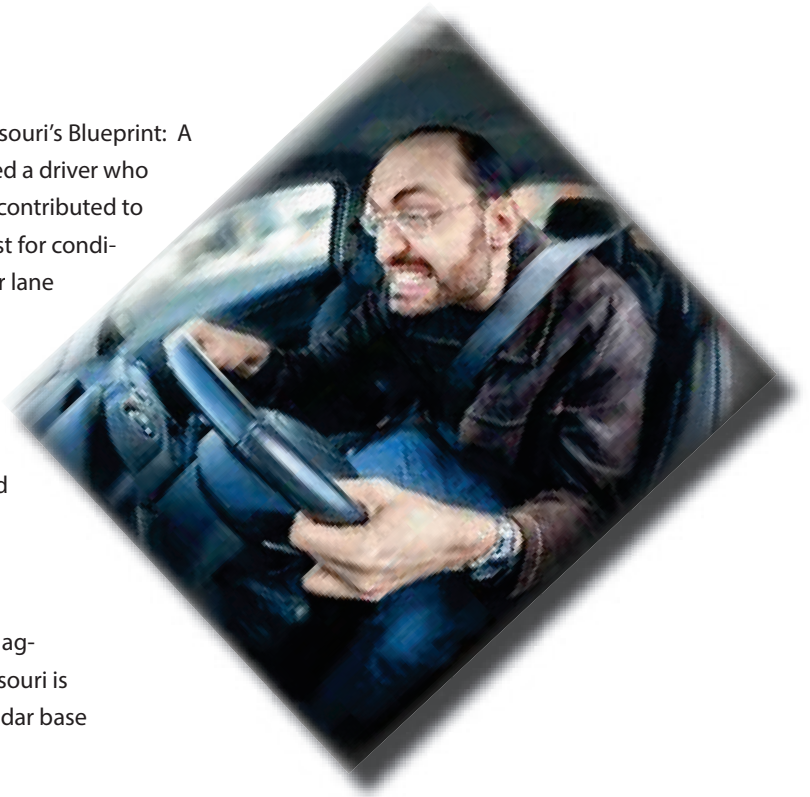 souri’s Blueprint:  A
ed a driver who
contributed to
st for condi-
r lane
d
ag-
souri is
dar base